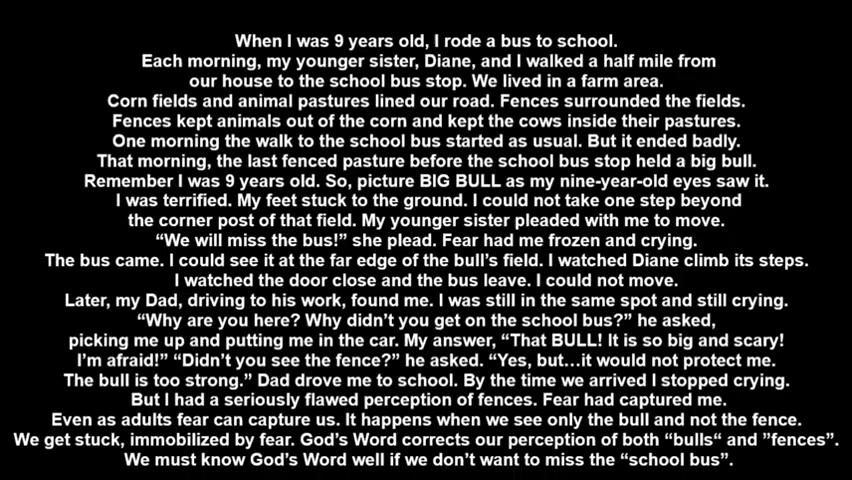 When I was 9 years old, I rode a bus to school.
Each morning, my younger sister, Diane, and I walked a half mile from
our house to the school bus stop. We lived in a farm area.
Corn fields and animal pastures lined our road. Fences surrounded the fields.
Fences kept animals out of the corn and kept the cows inside their pastures.
One morning the walk to the school bus started as usual. But it ended badly.
That morning, the last fenced pasture before the school bus stop held a big bull.
Remember I was 9 years old. So, picture BIG BULL as my nine-year-old eyes saw it.
I was terrified. My feet stuck to the ground. I could not take one step beyond
the corner post of that field. My younger sister pleaded with me to move.
“We will miss the bus!” she plead. Fear had me frozen and crying.
The bus came. I could see it at the far edge of the bull’s field. I watched Diane climb its steps.
I watched the door close and the bus leave. I could not move.
Later, my Dad, driving to his work, found me. I was still in the same spot and still crying.
“Why are you here? Why didn’t you get on the school bus?” he asked,
picking me up and putting me in the car. My answer, “That BULL! It is so big and scary!
I’m afraid!” “Didn’t you see the fence?” he asked. “Yes, but…it would not protect me.
The bull is too strong.” Dad drove me to school. By the time we arrived I stopped crying.
But I had a seriously flawed perception of fences. Fear had captured me.
Even as adults fear can capture us. It happens when we see only the bull and not the fence.
We get stuck, immobilized by fear. God’s Word corrects our perception of both “bulls“ and ”fences”.
We must know God’s Word well if we don’t want to miss the “school bus”.